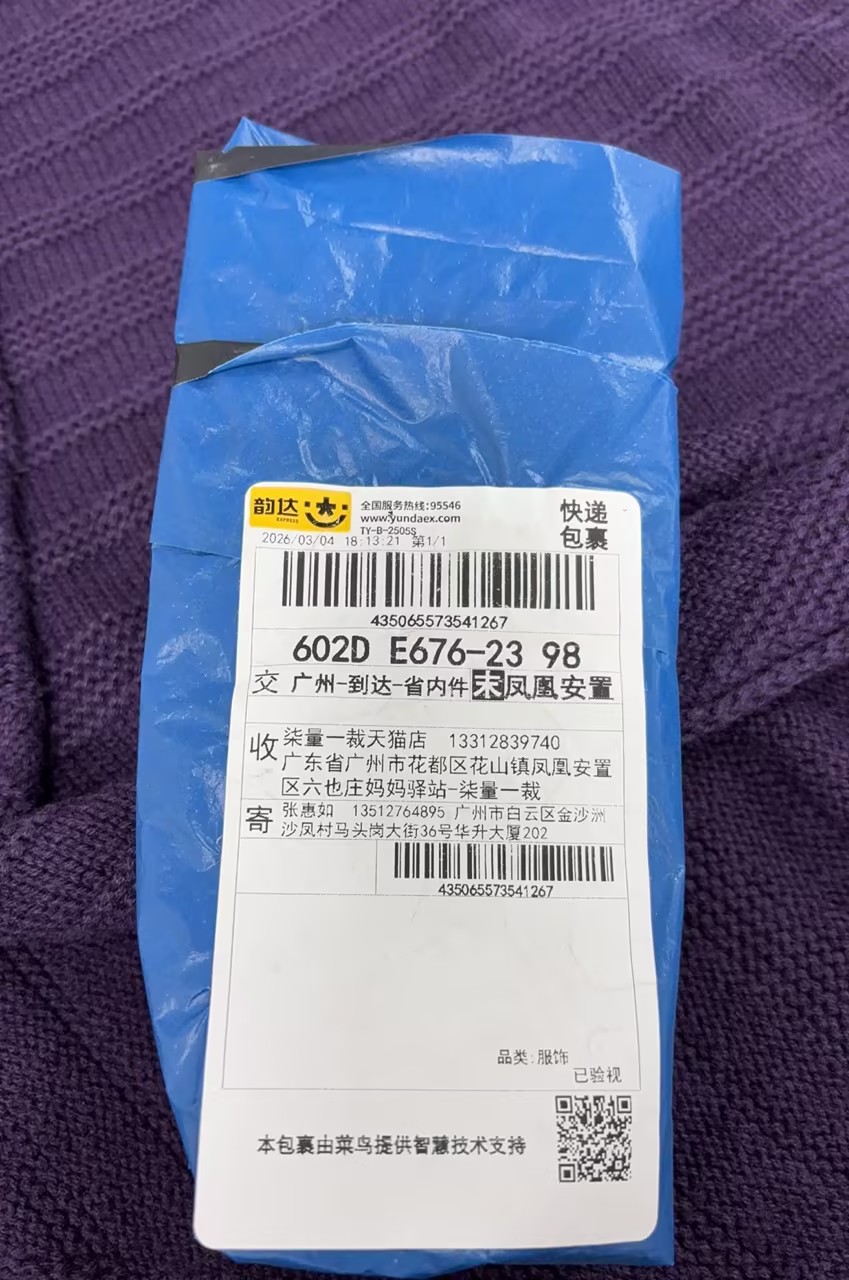 韵达
EXPRESS
全国服务热线:95546
www.yundaex.com
TY-B-2505S
快递
包裹
2026/03/04 18:13:21 第1/1
435065573541267
602D E676-23 98
交 广州-到达-省内件 末 凤凰安置
收 柒量一裁天猫店 13312839740
广东省广州市花都区花山镇凤凰安置
区六也庄妈妈驿站-柒量一裁
寄 张惠如 13512764895 广州市白云区金沙洲
沙凤村马头岗大街36号华升大厦202
435065573541267
品类:服饰
已验视
本包裹由菜鸟提供智慧技术支持